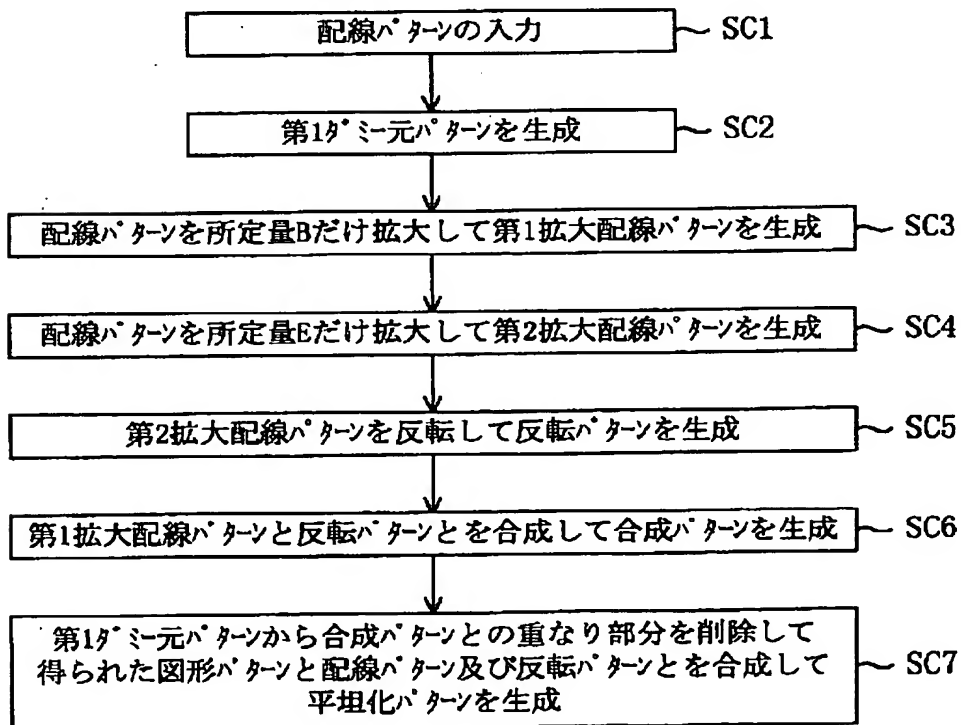 配線パターンの入力 ~ SC1
第1ダミー元パターンを生成 ~ SC2
配線パターンを所定量Bだけ拡大して第1拡大配線パターンを生成 ~ SC3
配線パターンを所定量Eだけ拡大して第2拡大配線パターンを生成 ~ SC4
第2拡大配線パターンを反転して反転パターンを生成 ~ SC5
第1拡大配線パターンと反転パターンとを合成して合成パターンを生成 ~ SC6
第1ダミー元パターンから合成パターンとの重なり部分を削除して
得られた図形パターンと配線パターン及び反転パターンとを合成して ~ SC7
平坦化パターンを生成